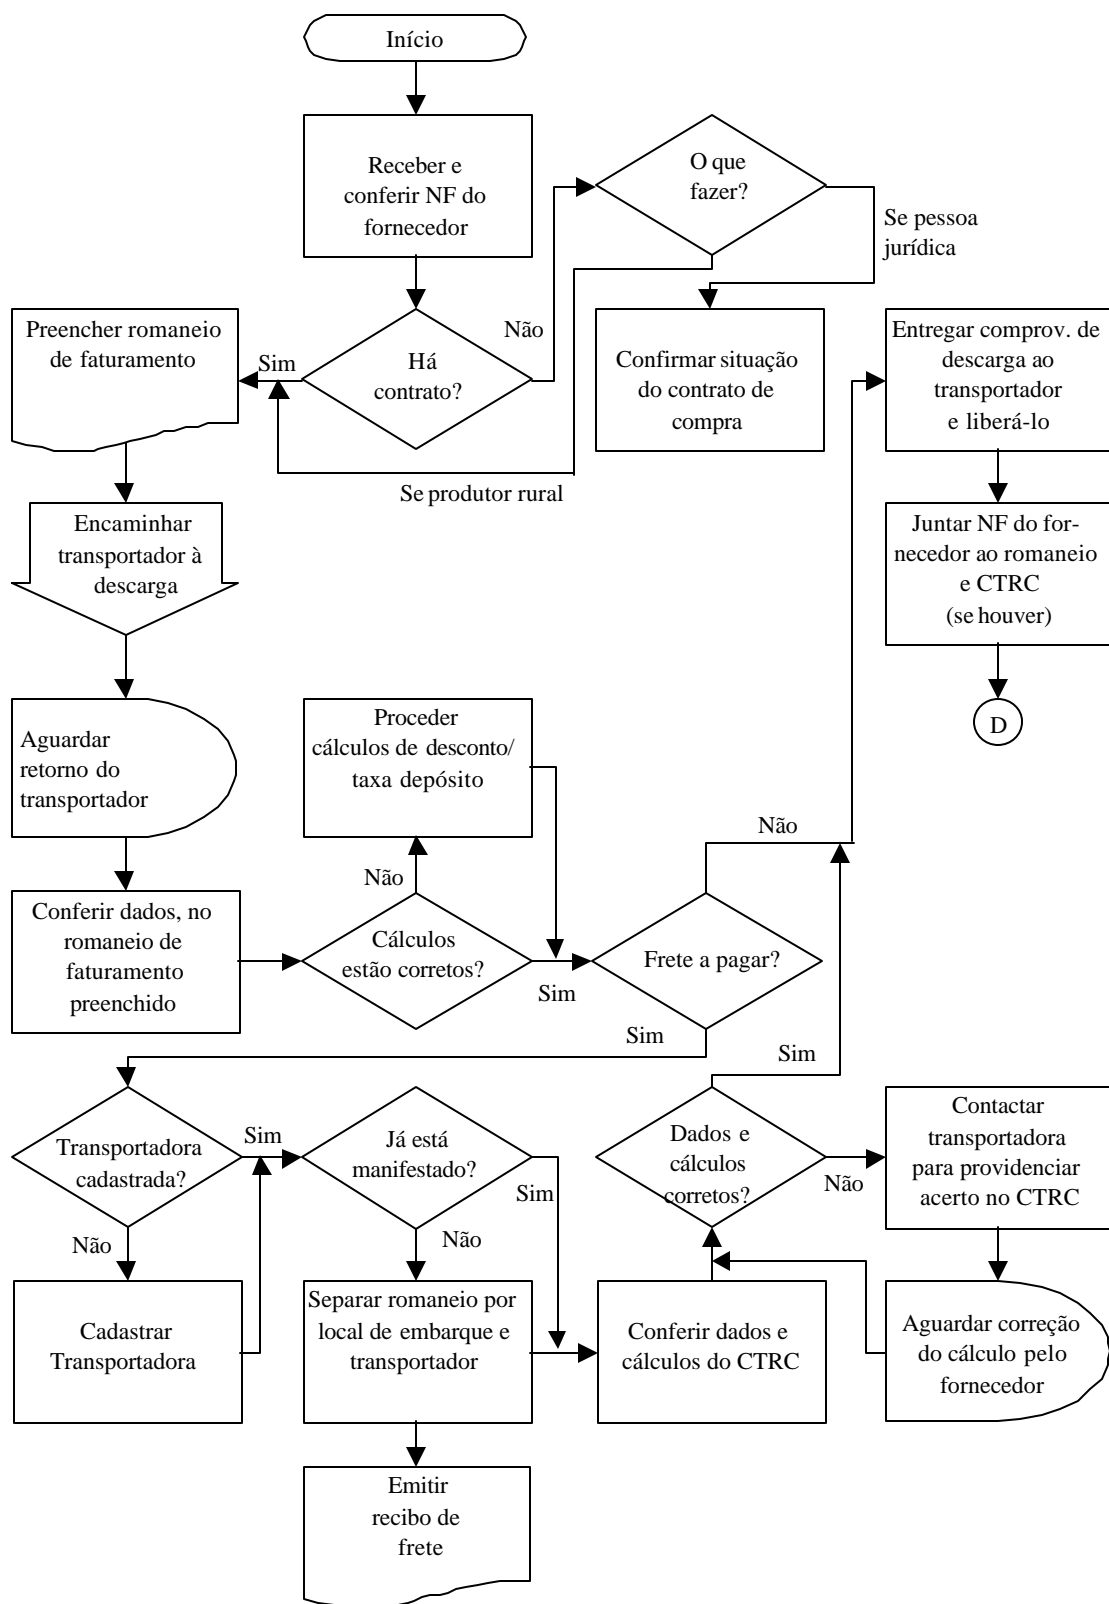 Início
Receber e
conferir NF do
fornecedor
O que
fazer?
Se pessoa
jurídica
Preencher romaneio
de faturamento
Sim
Há
contrato?
Não
Confirmar situação
do contrato de
compra
Entregar comprov. de
descarga ao
transportador
e liberá-lo
Se produtor rural
Encaminhar
transportador à
descarga
Juntar NF do for-
necedor ao romaneio
e CTRC
(se houver)
D
Aguardar
retorno do
transportador
Proceder
cálculos de desconto/
taxa depósito
Não
Não
Conferir dados, no
romaneio de
faturamento
preenchido
Cálculos
estão corretos?
Sim
Frete a pagar?
Sim
Sim
Transportadora
cadastrada?
Sim
Já está
manifestado?
Sim
Dados e
cálculos
corretos?
Não
Contactar
transportadora
para providenciar
acerto no CTRC
Não
Não
Cadastrar
Transportadora
Separar romaneio por
local de embarque e
transportador
Conferir dados e
cálculos do CTRC
Aguardar correção
do cálculo pelo
fornecedor
Emitir
recibo de
frete